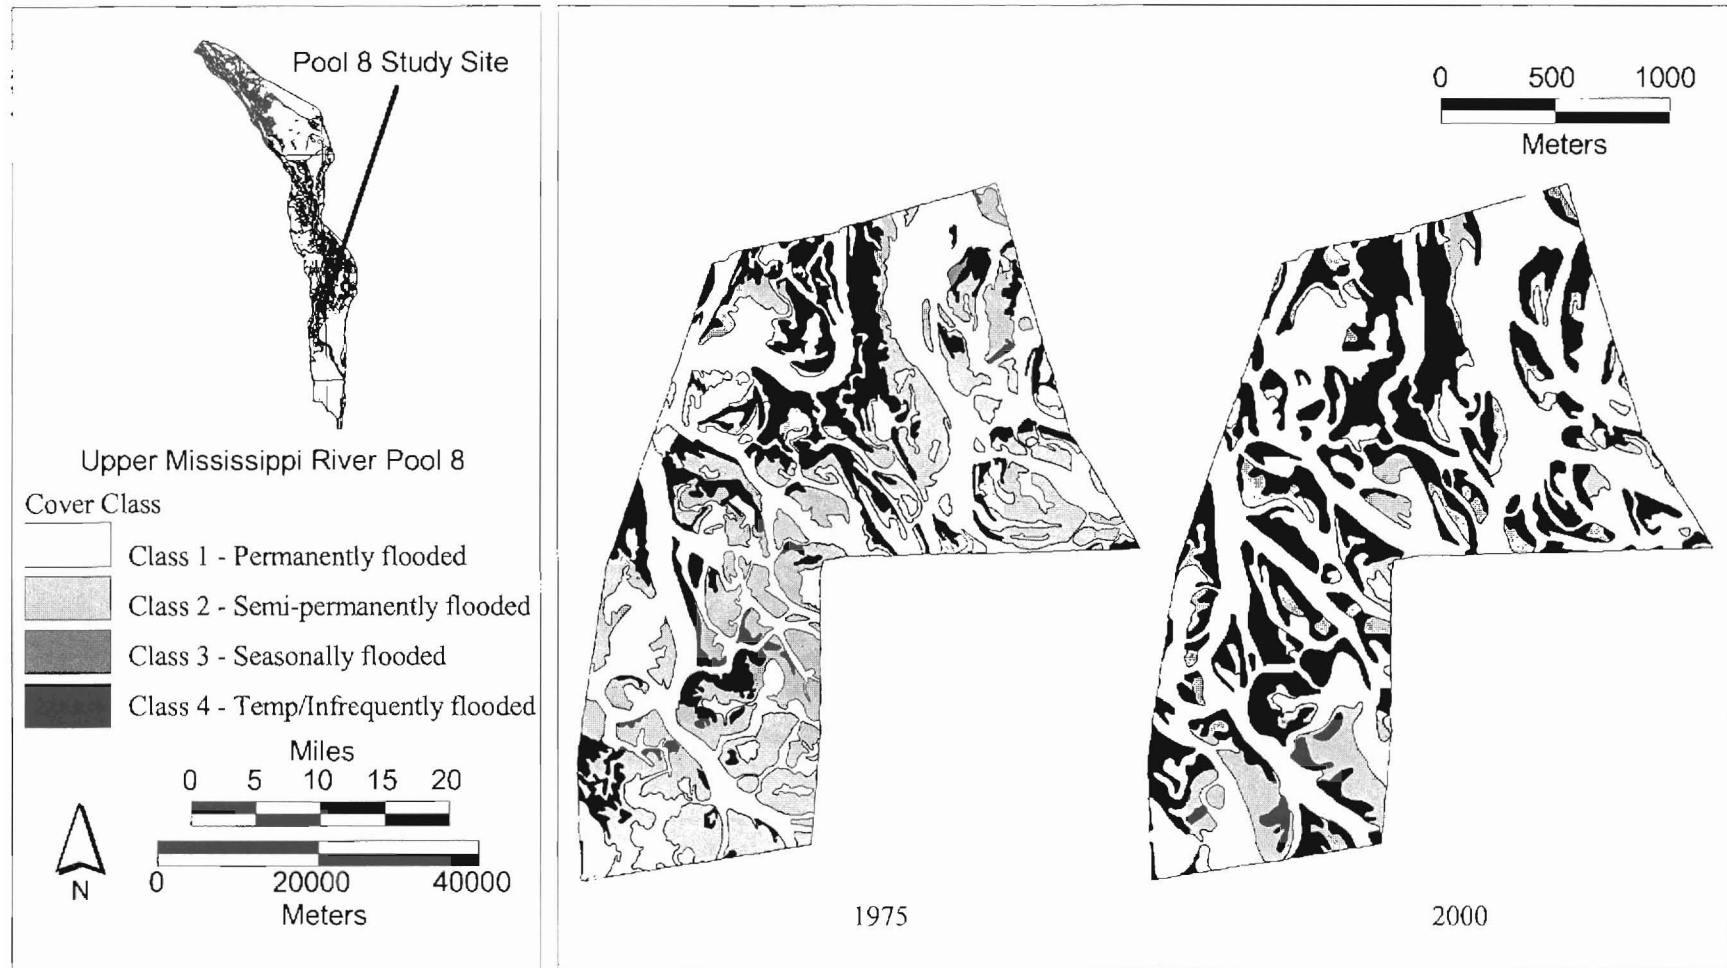 Pool 8 Study Site
Upper Mississippi River Pool 8
Cover Class
Class 1 - Permanently flooded
Class 2 - Semi-permanently flooded
Class 3 - Seasonally flooded
Class 4 - Temp/Infrequently flooded
Miles
0 5 10 15 20
N
0 20000 40000
Meters
0 500 1000
Meters
1975 2000